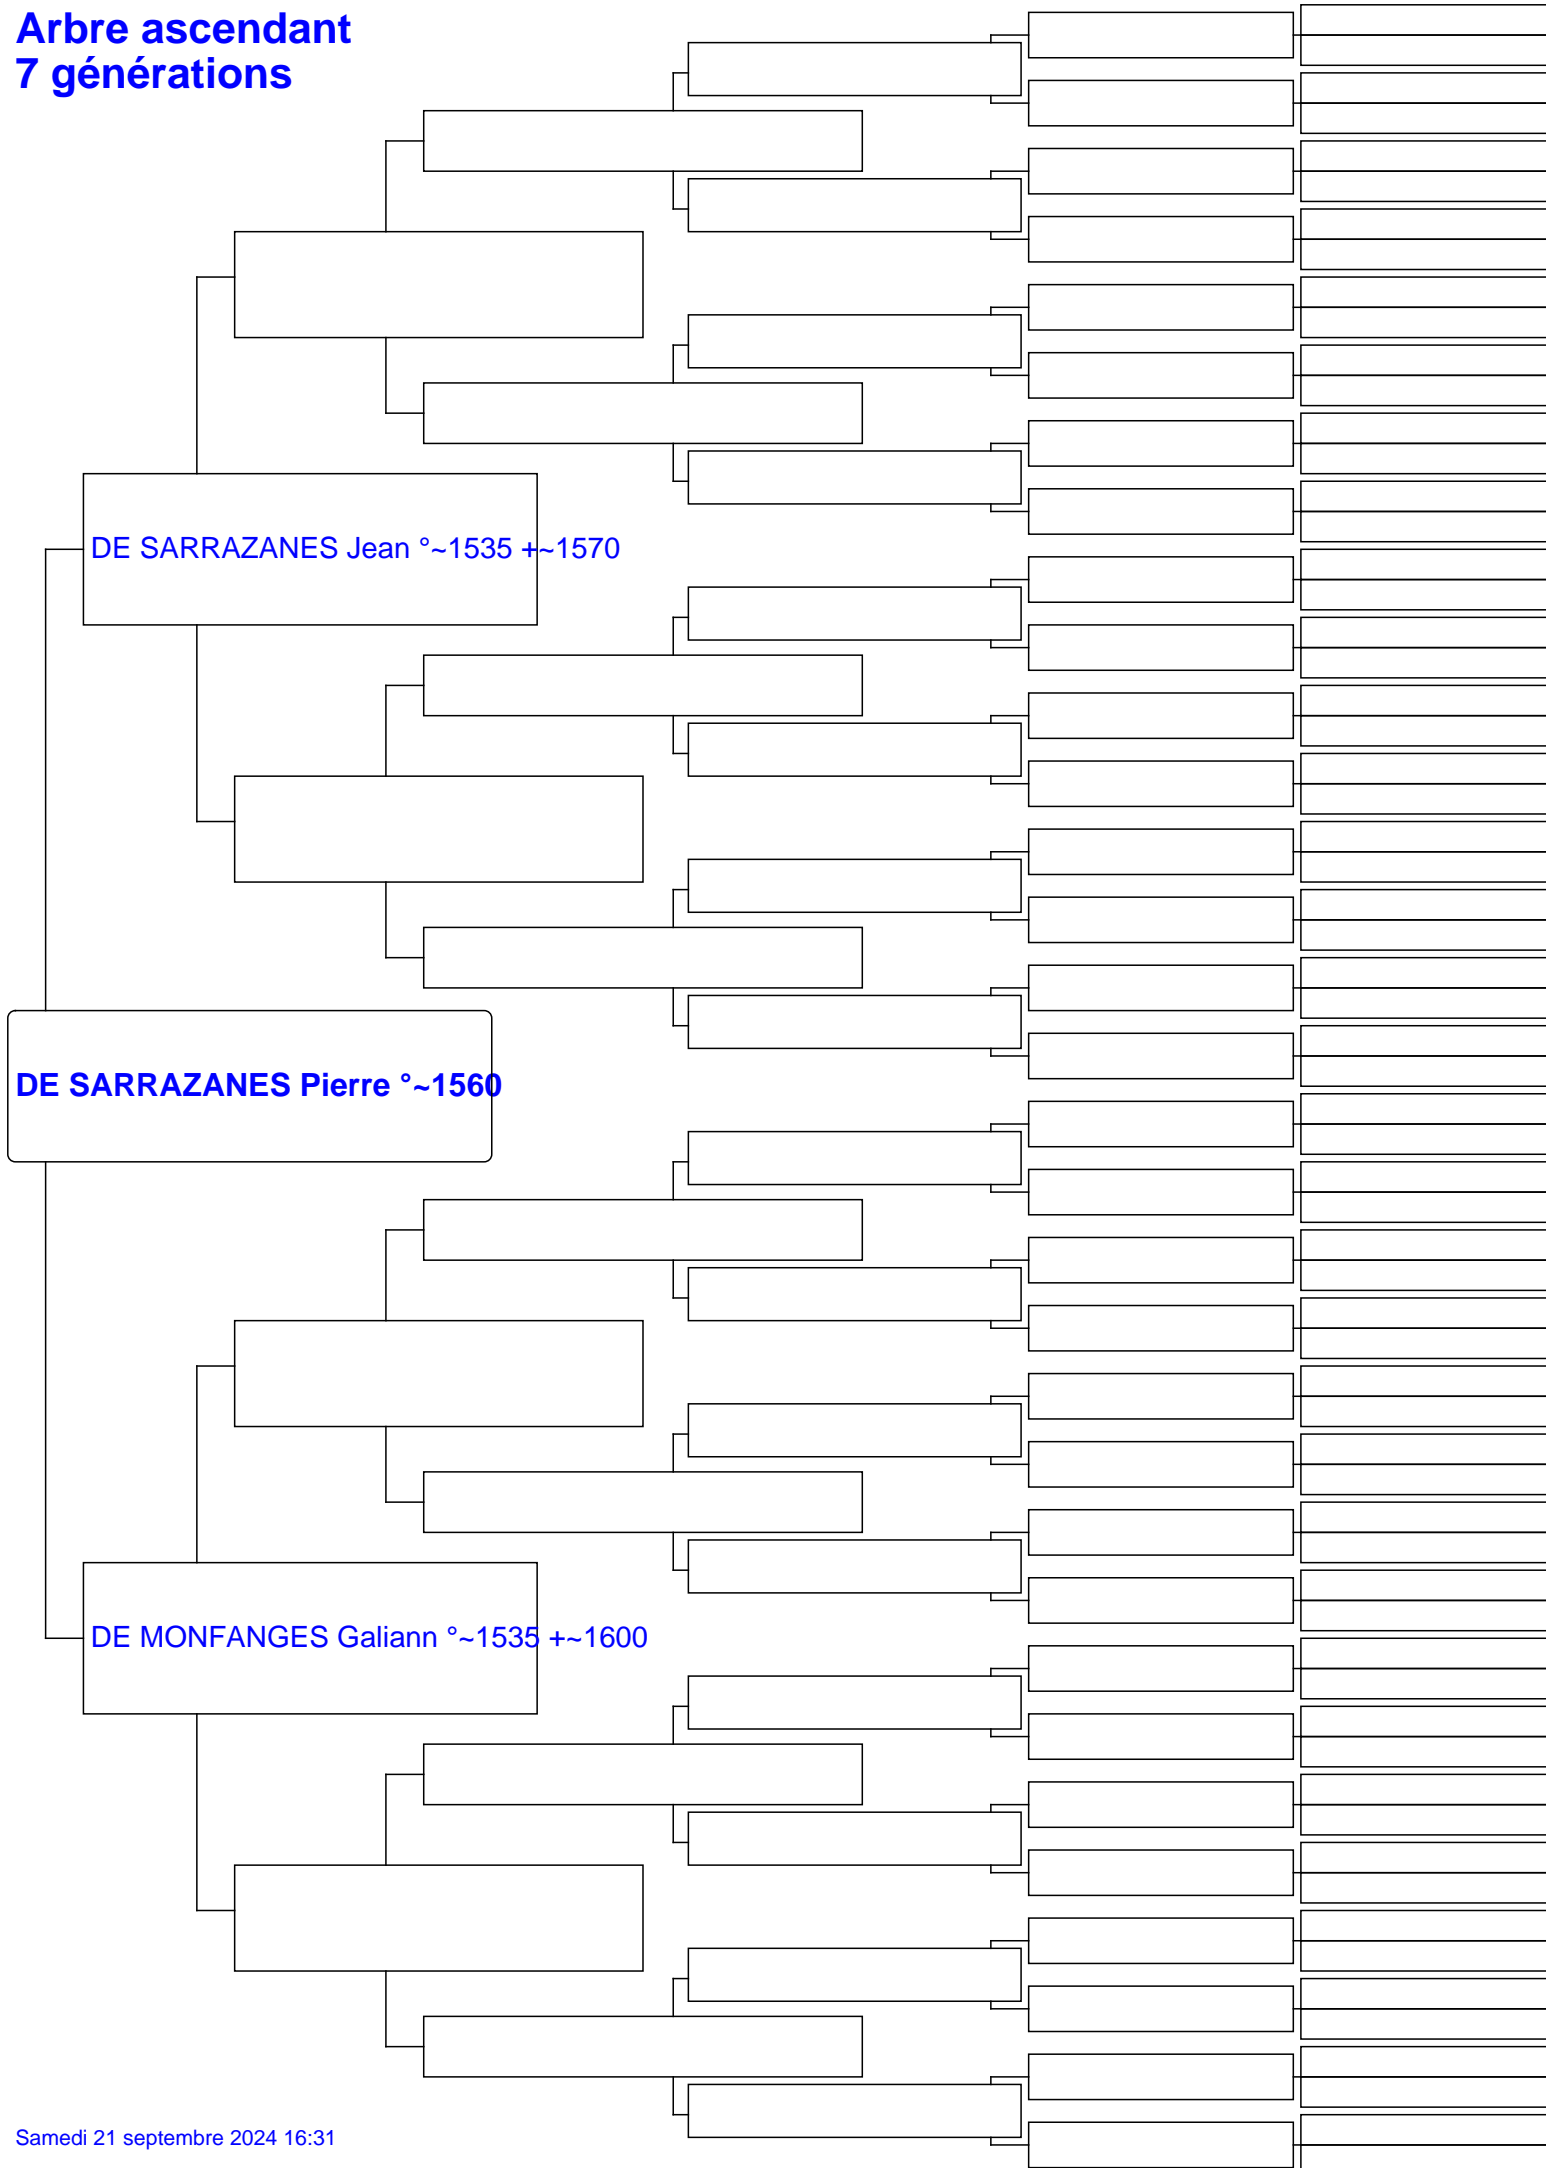 Arbre ascendant
7 générations
DE SARRAZANES Jean °~1535 +~1570
DE SARRAZANES Pierre °~1560
DE MONFANGES Galiann °~1535 +~1600
Samedi 21 septembre 2024 16:31